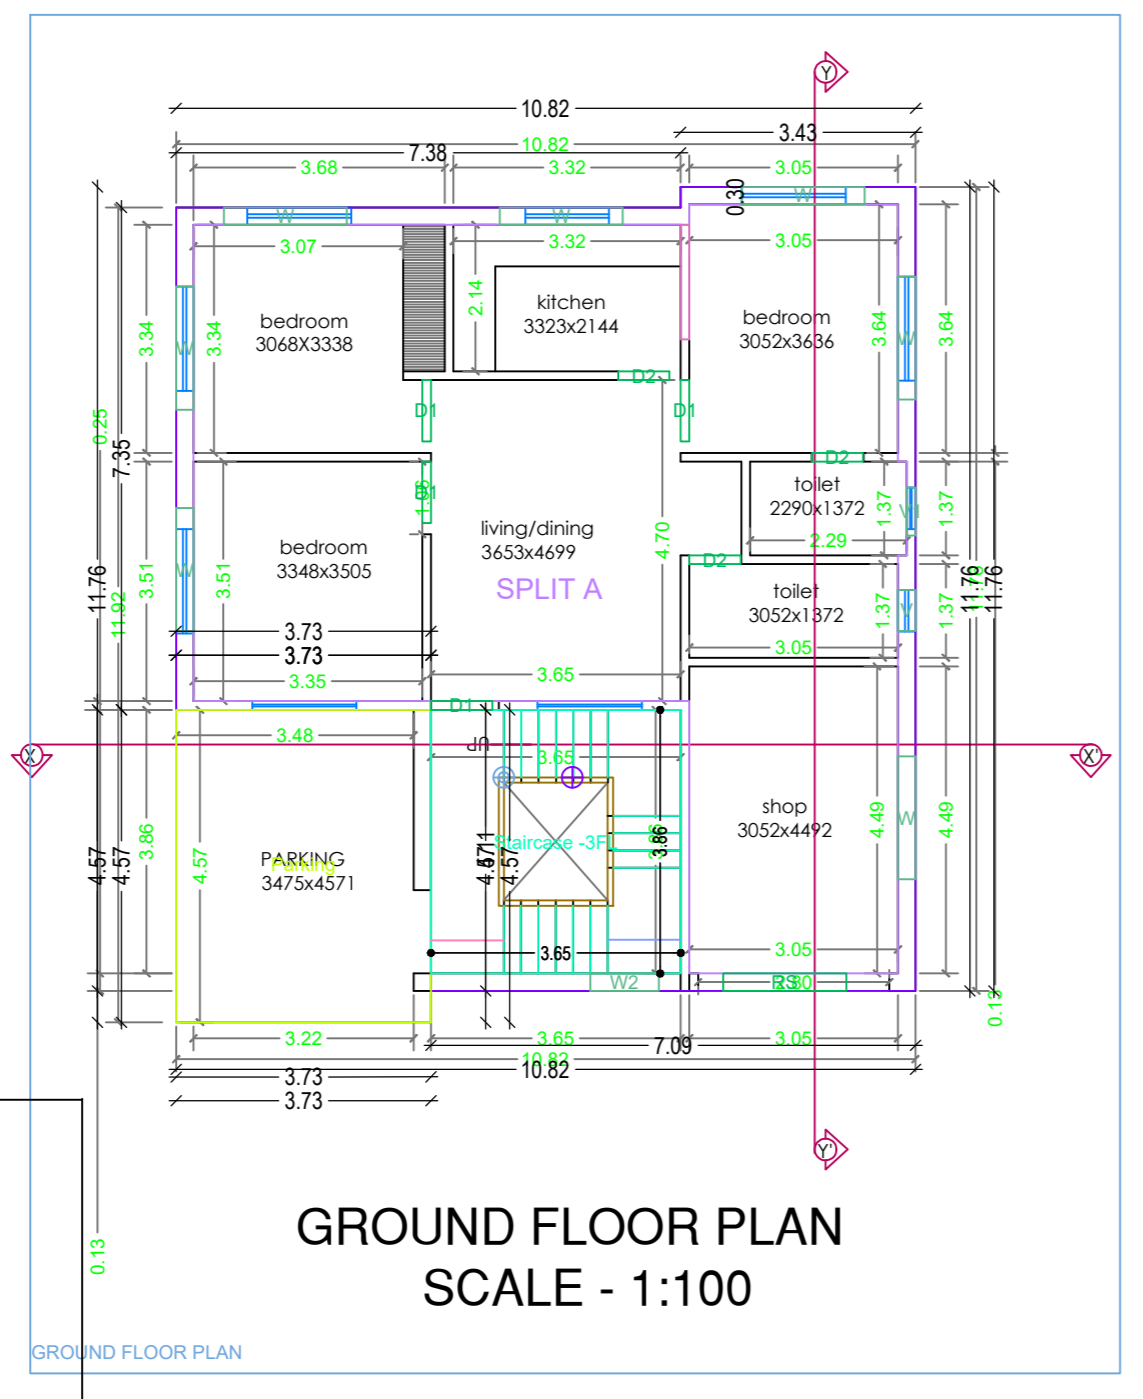 Y
10.82
3.43
10.82
7.38
3.68
3.32
3.05
0.30
W
W
W
3.07
3.32
3.05
2.14
kitchen
3323x2144
bedroom
3068X3338
bedroom
3052x3636
3.34
3.34
3.64
3.64
W
W
D2
D1
D1
0.25
7.35
D2
toilet
2290x1372
1.37
1.37
2.29
D1
living/dining
3653x4699
4.70
SPLIT A
bedroom
3348x3505
3.51
3.51
W
D2
toilet
3052x1372
1.37
1.37
V
3.05
11.76
11.92
11.76
11.76
3.73
3.73
3.35
3.65
D1
3.48
UP
3.65
X
X'
shop
3052x4492
4.49
4.49
W
PARKING
Parking
3475x4571
Staircase -3FL
3.86
3.86
4.57
4.57
4.57
4.57
3.65
3.05
W2
RS
2.80
0.13
3.22
3.65
3.05
7.09
10.82
10.82
3.73
3.73
Y'
0.13
GROUND FLOOR PLAN
SCALE - 1:100
GROUND FLOOR PLAN